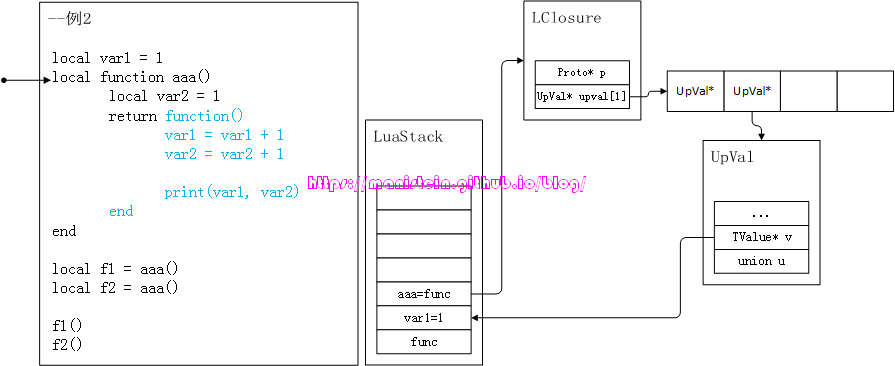 --例2
local var1 = 1
local function aaa()
local var2 = 1
return function()
var1 = var1 + 1
var2 = var2 + 1
print(var1, var2)
end
end
local f1 = aaa()
local f2 = aaa()
f1()
f2()
LuaStack
aaa=func
var1=1
func
LClosure
Proto* p
UpVal* upval[1]
UpVal*
UpVal*
UpVal
...
TValue* v
union u
https://manistein.github.io/blog/